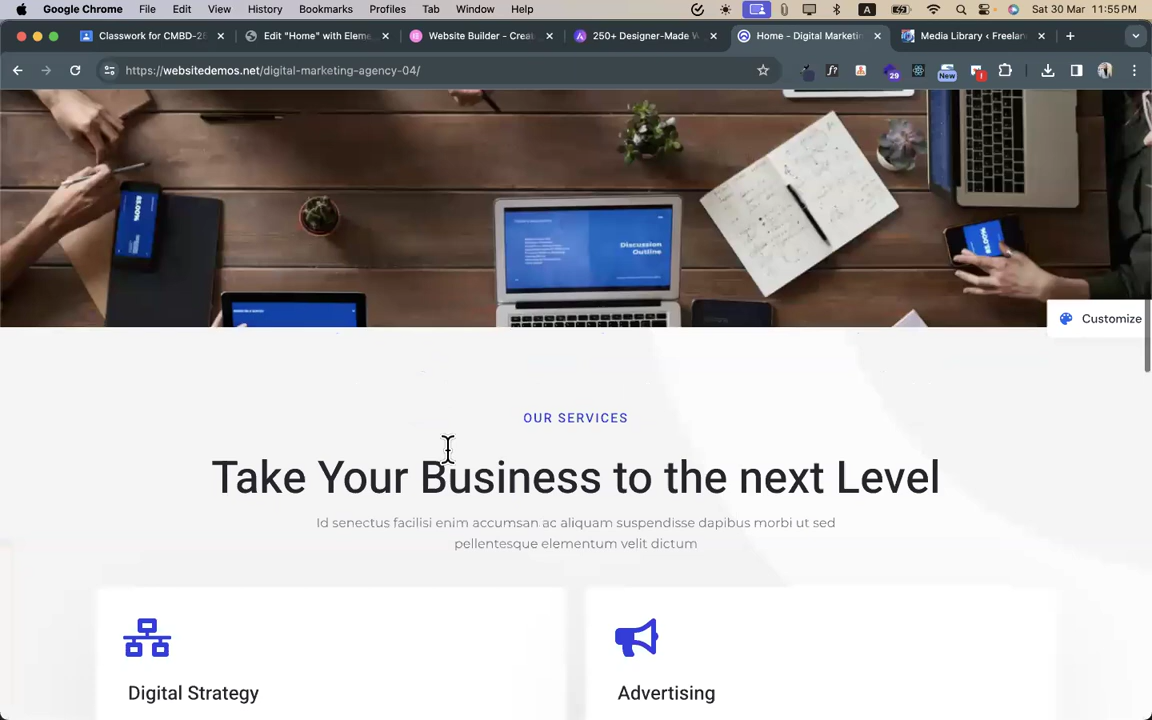 Google Chrome File Edit View History Bookmarks Profiles Tab Window Help A Sat 30 Mar 11:55 PM
Classwork for CMBD-2 Edit "Home" with Eleme Website Builder - Crea 250+ Designer-Made W Home - Digital Marketin Media Library ‹ Freelan
https://websitedemos.net/digital-marketing-agency-04/ f? 29 New
Discussion
Outline
Customize
OUR SERVICES
Take Your Business to the next Level
Id senectus facilisi enim accumsan ac aliquam suspendisse dapibus morbi ut sed
pellentesque elementum velit dictum
Digital Strategy
Advertising